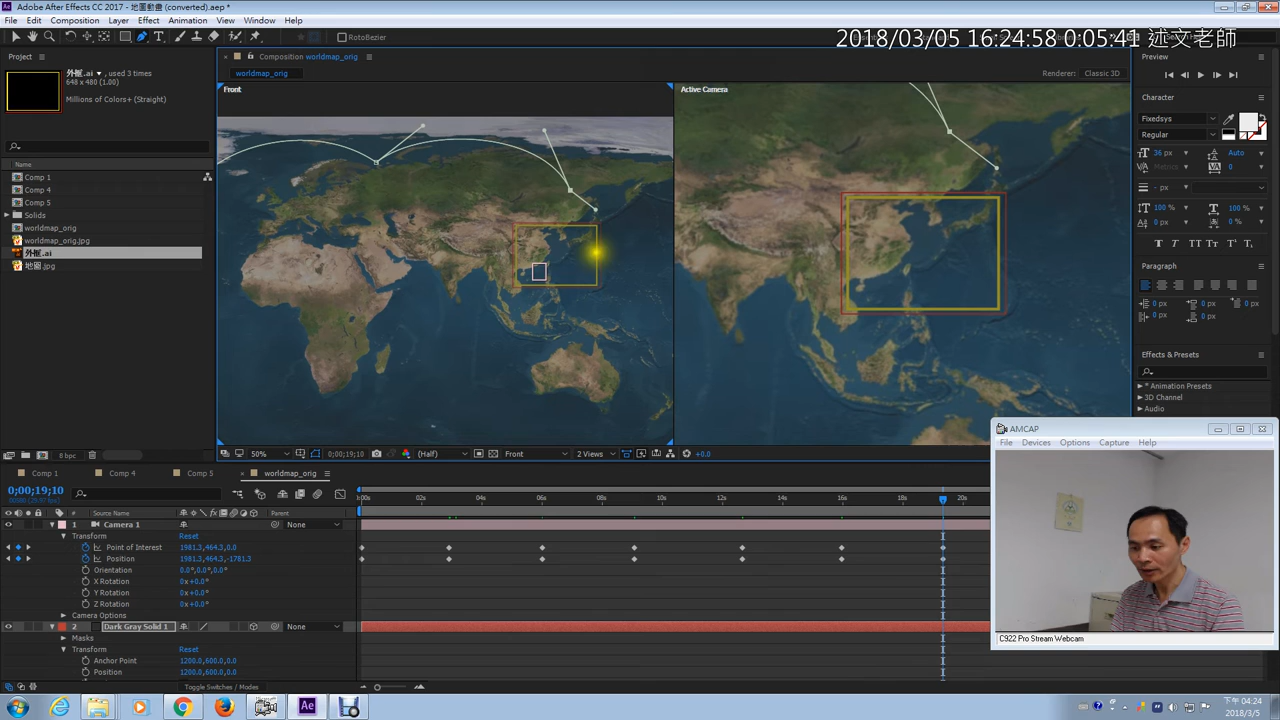 Adobe After Effects CC 2017 - 地圖動畫 (converted).aep *
File Edit Composition Layer Effect Animation View Window Help
RotoBezier
2018/03/05 16:24:58 0:05:41 述文老師
Project
外框.ai ▼, used 3 times
648 x 480 (1.00)
Millions of Colors+ (Straight)
Name
Comp 1
Comp 4
Comp 5
Solids
worldmap_orig
worldmap_orig.jpg
外框.ai
地圖.jpg
8 bpc
Composition worldmap_orig
worldmap_orig
Renderer: Classic 3D
Front
Active Camera
50% 0;00;19;10 (Half) Front 2 Views +0.0
Preview
Character
Fixedsys
Regular
36 px Auto
Metrics 0
- px
100 % 100 %
0 px 0 %
Paragraph
0 px 0 px
0 px 0 px
Effects & Presets
* Animation Presets
3D Channel
Audio
AMCAP
File Devices Options Capture Help
C922 Pro Stream Webcam
Comp 1 Comp 4 Comp 5 worldmap_orig
0;00;19;10
# Source Name Parent
:00s 02s 04s 06s 08s 10s 12s 14s 16s 18s 20s
1 Camera 1 None
Transform Reset
Point of Interest 1981.3,464.3,0.0
Position 1981.3,464.3,-1781.3
Orientation 0.0°,0.0°,0.0°
X Rotation 0x+0.0°
Y Rotation 0x+0.0°
Z Rotation 0x+0.0°
Camera Options
2 Dark Gray Solid 1 None
Masks
Transform Reset
Anchor Point 1200.0,600.0,0.0
Position 1200.0,600.0,0.0
Toggle Switches / Modes
下午 04:24
2018/3/5